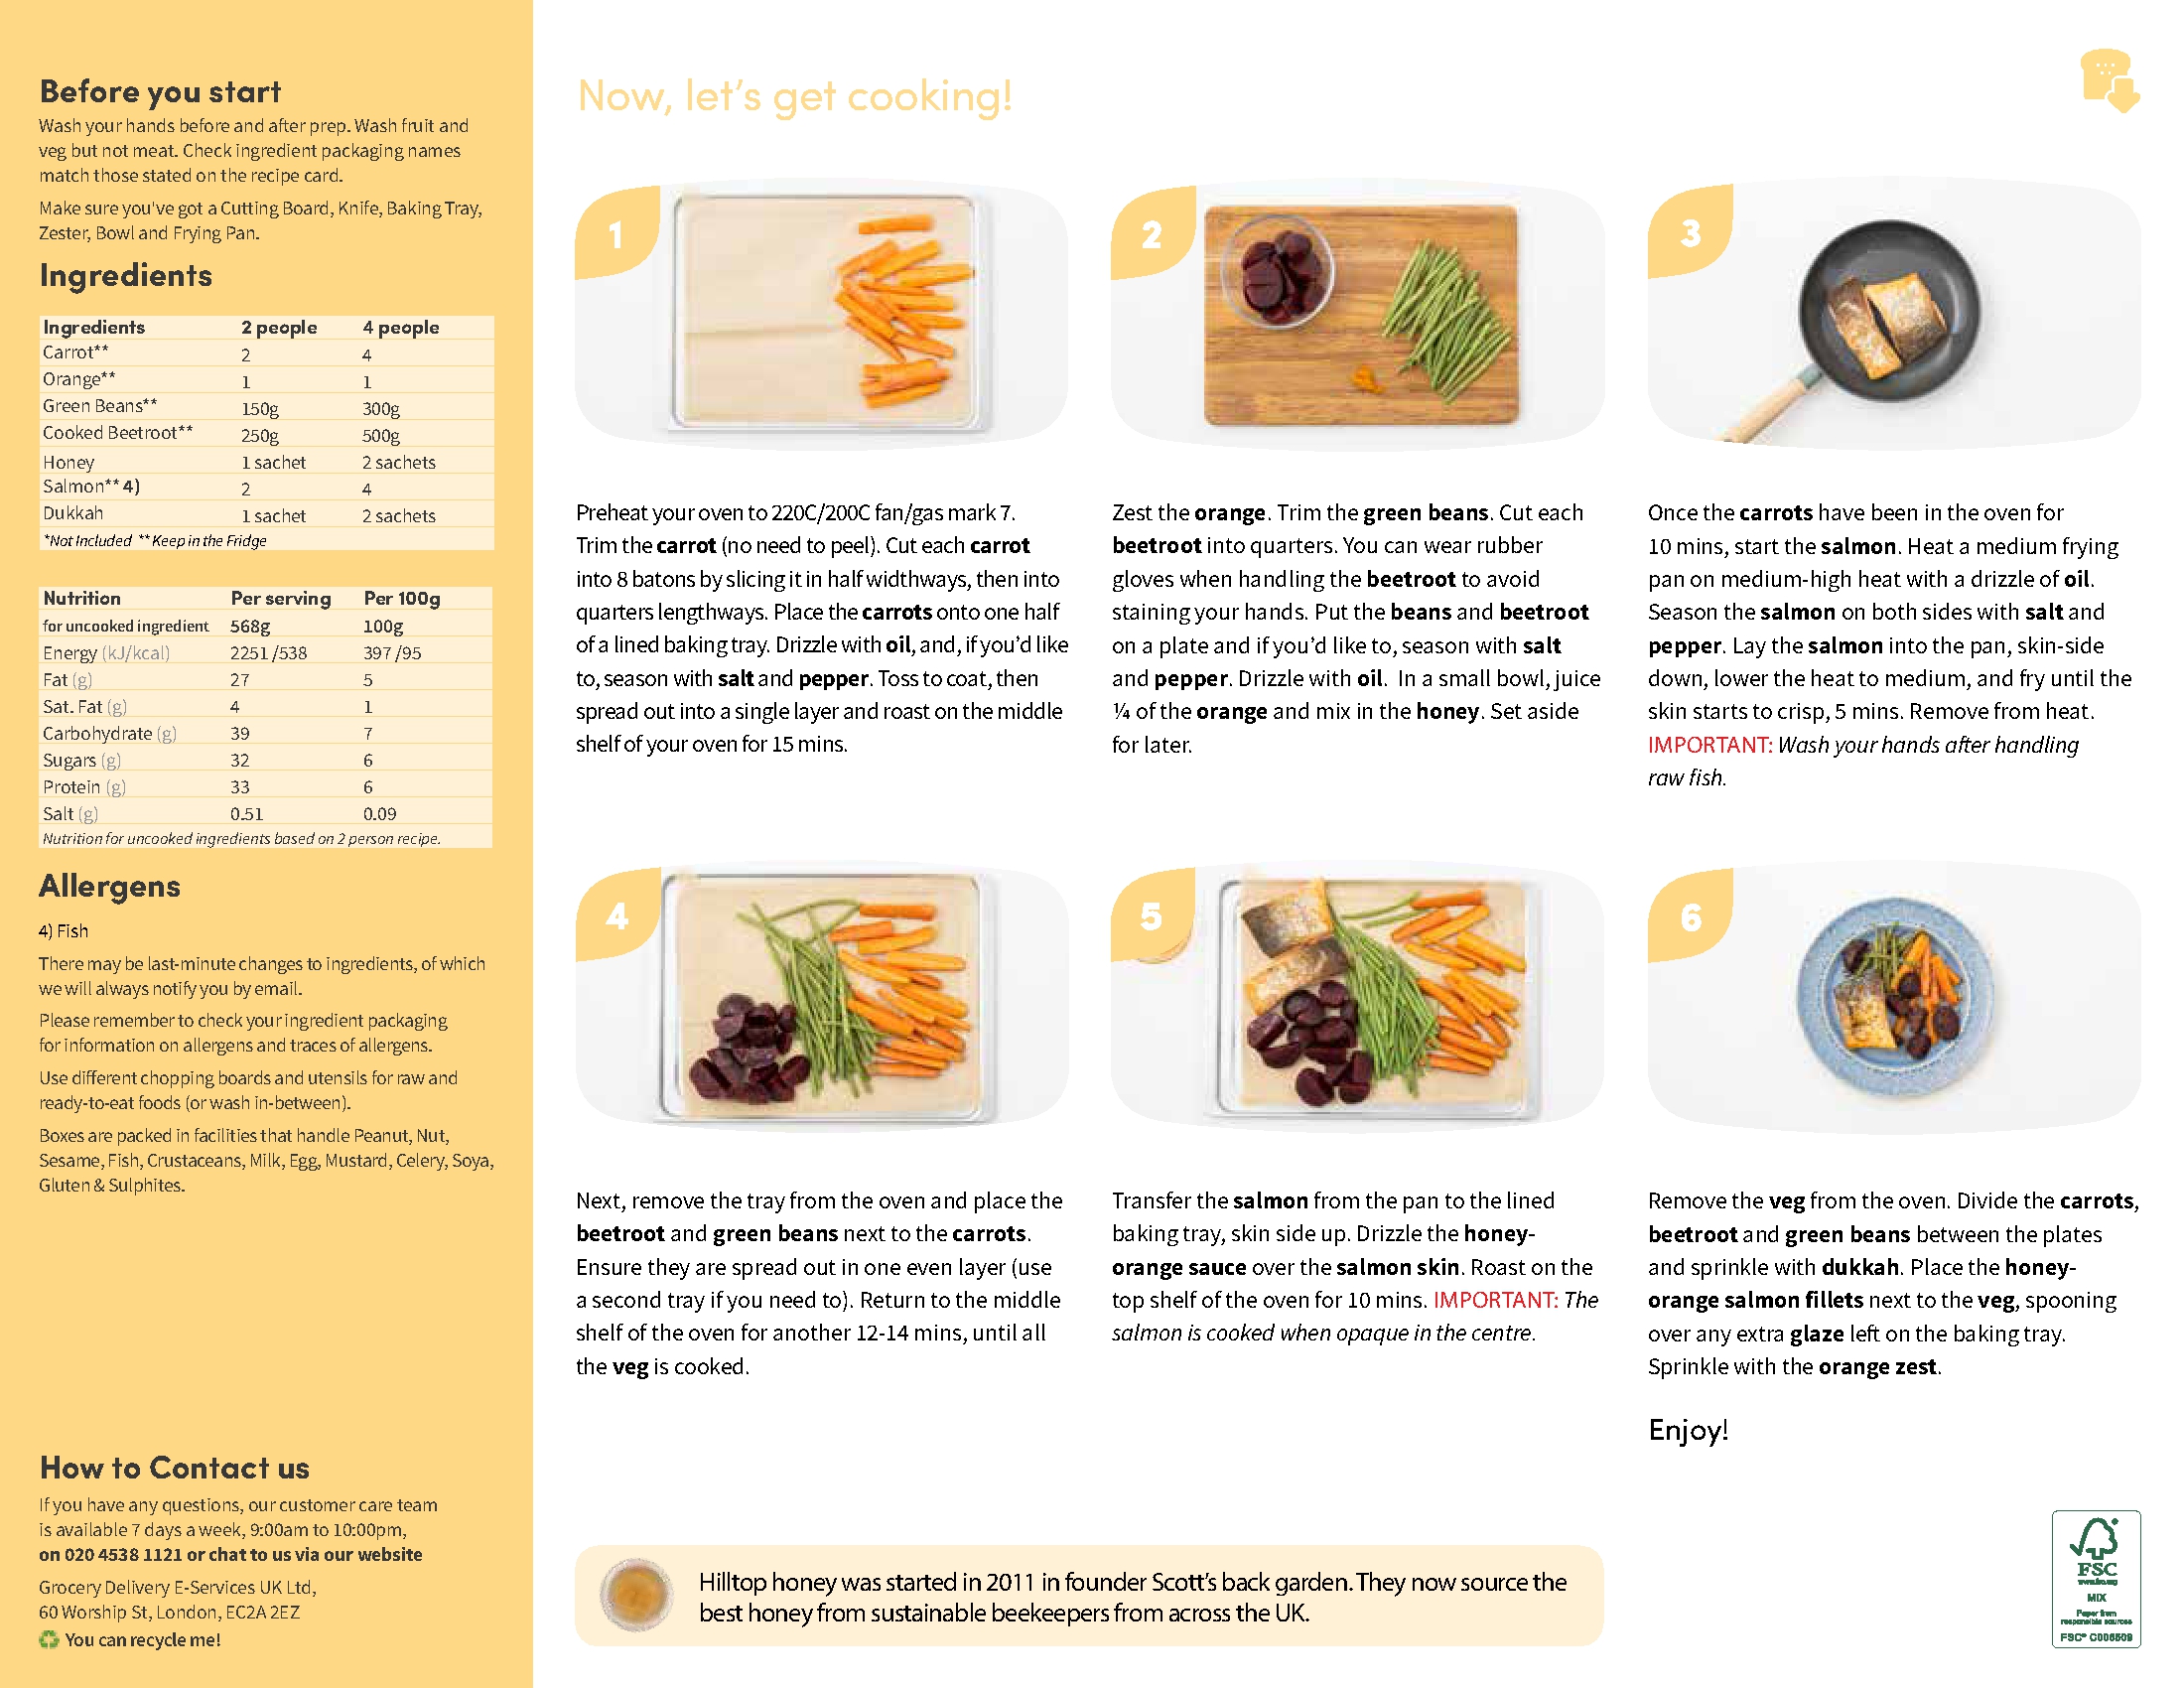 Before you start
Wash your hands before and after prep. Wash fruit and
veg but not meat. Check ingredient packaging names
match those stated on the recipe card.
Make sure you've got a Cutting Board, Knife, Baking Tray,
Zester, Bowl and Frying Pan.
Ingredients
Ingredients 2 people 4 people
Carrot** 2 4
Orange** 1 1
Green Beans** 150g 300g
Cooked Beetroot** 250g 500g
Honey 1 sachet 2 sachets
Salmon** 4) 2 4
Dukkah 1 sachet 2 sachets
*Not Included ** Keep in the Fridge
Nutrition Per serving Per 100g
for uncooked ingredient 568g 100g
Energy (kJ/kcal) 2251 /538 397 /95
Fat (g) 27 5
Sat. Fat (g) 4 1
Carbohydrate (g) 39 7
Sugars (g) 32 6
Protein (g) 33 6
Salt (g) 0.51 0.09
Nutrition for uncooked ingredients based on 2 person recipe.
Allergens
4) Fish
There may be last-minute changes to ingredients, of which
we will always notify you by email.
Please remember to check your ingredient packaging
for information on allergens and traces of allergens.
Use different chopping boards and utensils for raw and
ready-to-eat foods (or wash in-between).
Boxes are packed in facilities that handle Peanut, Nut,
Sesame, Fish, Crustaceans, Milk, Egg, Mustard, Celery, Soya,
Gluten & Sulphites.
How to Contact us
If you have any questions, our customer care team
is available 7 days a week, 9:00am to 10:00pm,
on 020 4538 1121 or chat to us via our website
Grocery Delivery E-Services UK Ltd,
60 Worship St, London, EC2A 2EZ
You can recycle me!
Now, let's get cooking!
1
Preheat your oven to 220C/200C fan/gas mark 7.
Trim the carrot (no need to peel). Cut each carrot
into 8 batons by slicing it in half widthways, then into
quarters lengthways. Place the carrots onto one half
of a lined baking tray. Drizzle with oil, and, if you'd like
to, season with salt and pepper. Toss to coat, then
spread out into a single layer and roast on the middle
shelf of your oven for 15 mins.
2
Zest the orange. Trim the green beans. Cut each
beetroot into quarters. You can wear rubber
gloves when handling the beetroot to avoid
staining your hands. Put the beans and beetroot
on a plate and if you'd like to, season with salt
and pepper. Drizzle with oil. In a small bowl, juice
¼ of the orange and mix in the honey. Set aside
for later.
3
Once the carrots have been in the oven for
10 mins, start the salmon. Heat a medium frying
pan on medium-high heat with a drizzle of oil.
Season the salmon on both sides with salt and
pepper. Lay the salmon into the pan, skin-side
down, lower the heat to medium, and fry until the
skin starts to crisp, 5 mins. Remove from heat.
IMPORTANT: Wash your hands after handling
raw fish.
4
Next, remove the tray from the oven and place the
beetroot and green beans next to the carrots.
Ensure they are spread out in one even layer (use
a second tray if you need to). Return to the middle
shelf of the oven for another 12-14 mins, until all
the veg is cooked.
5
Transfer the salmon from the pan to the lined
baking tray, skin side up. Drizzle the honey-
orange sauce over the salmon skin. Roast on the
top shelf of the oven for 10 mins. IMPORTANT: The
salmon is cooked when opaque in the centre.
6
Remove the veg from the oven. Divide the carrots,
beetroot and green beans between the plates
and sprinkle with dukkah. Place the honey-
orange salmon fillets next to the veg, spooning
over any extra glaze left on the baking tray.
Sprinkle with the orange zest.
Enjoy!
Hilltop honey was started in 2011 in founder Scott's back garden. They now source the
best honey from sustainable beekeepers from across the UK.
FSC
www.fsc.org
MIX
Paper from
responsible sources
FSC® C006509